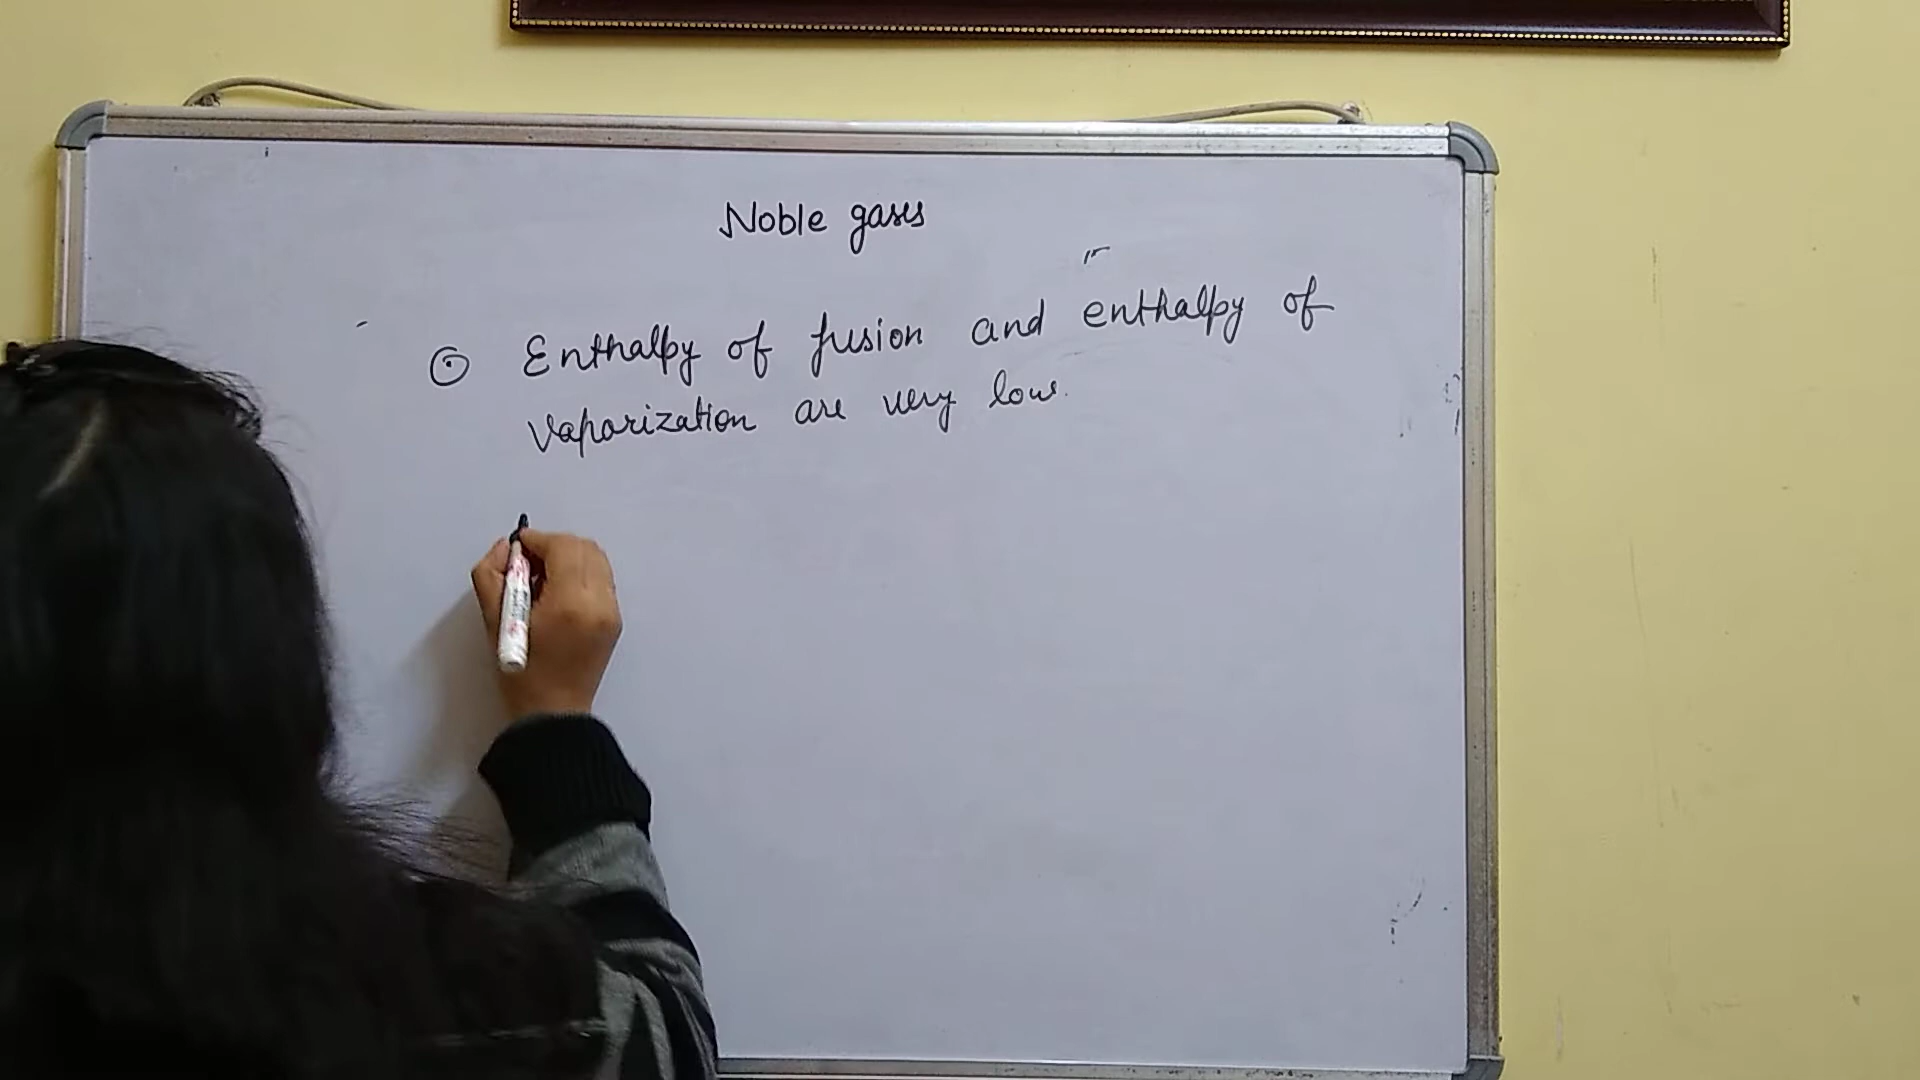 Noble gases
⊙ Enthalpy of fusion and enthalpy of
vaporization are very low.